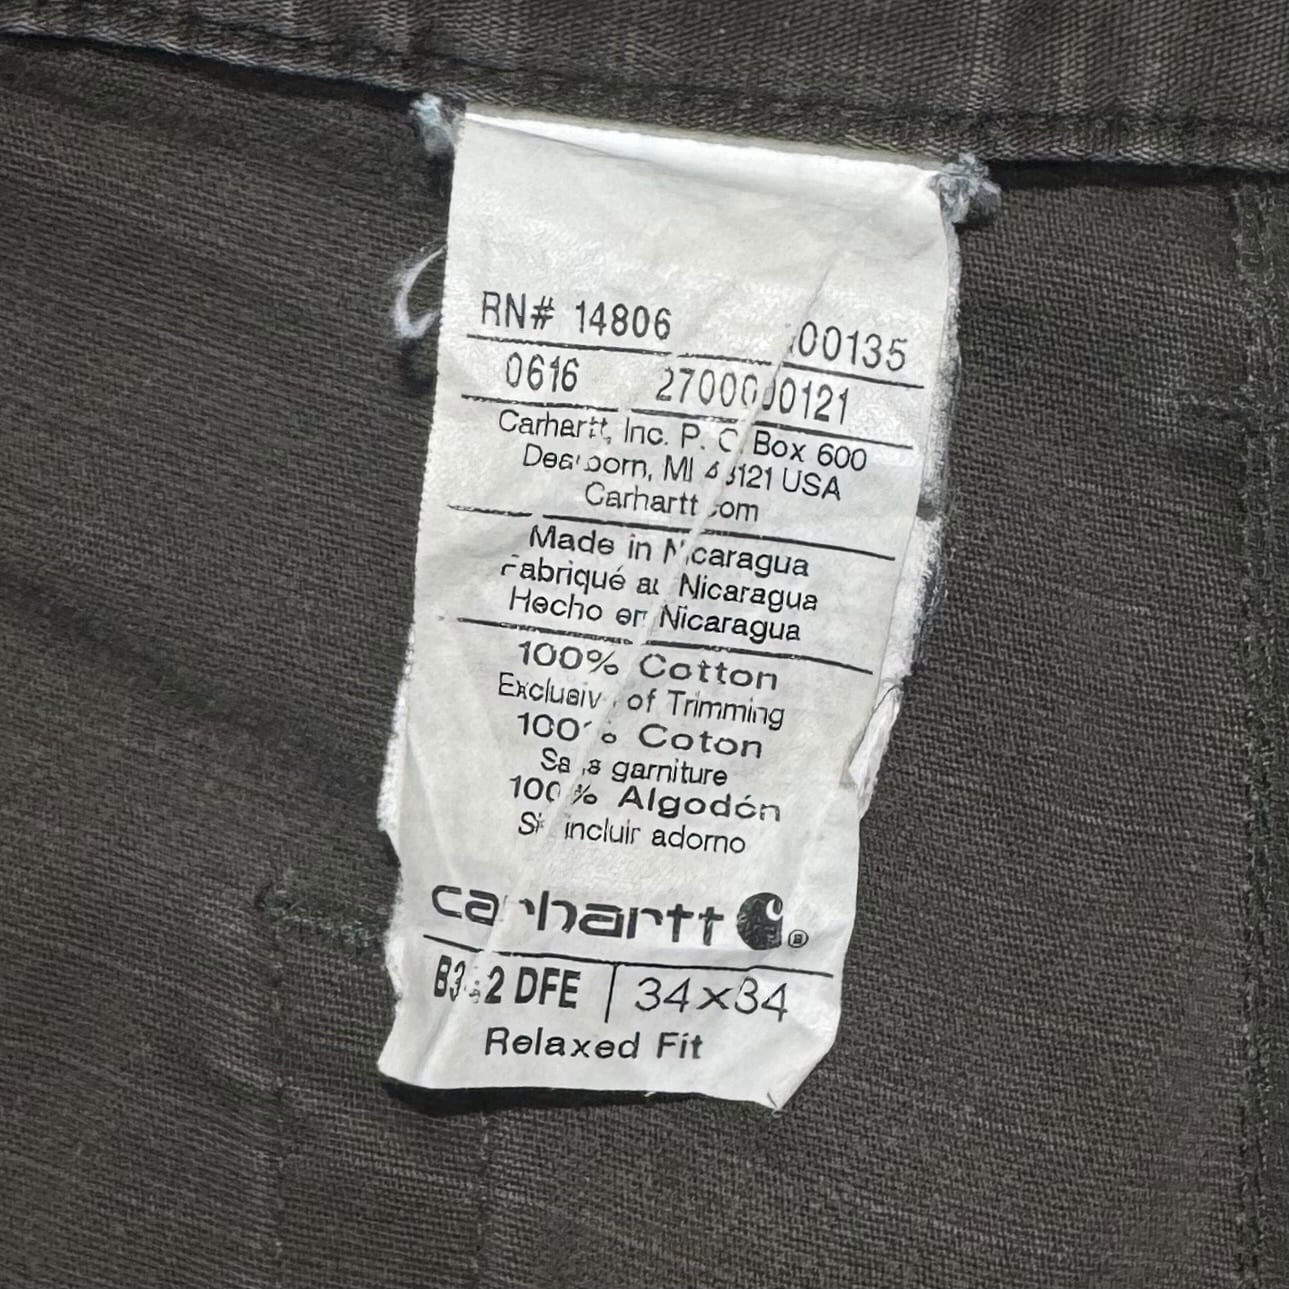 RN# 14806 00135
0616
Carhartt, Inc. P. O. Box 600
Dearborn, MI 48121 USA
Carhartt.com
Made in Nicaragua
Fabriqué au Nicaragua
Hecho en Nicaragua
100% Cotton
Exclusive of Trimming
100% Coton
Sans garniture
100% Algodón
Sin incluir adorno
carhartt ®
DFE | 34x34
Relaxed Fit